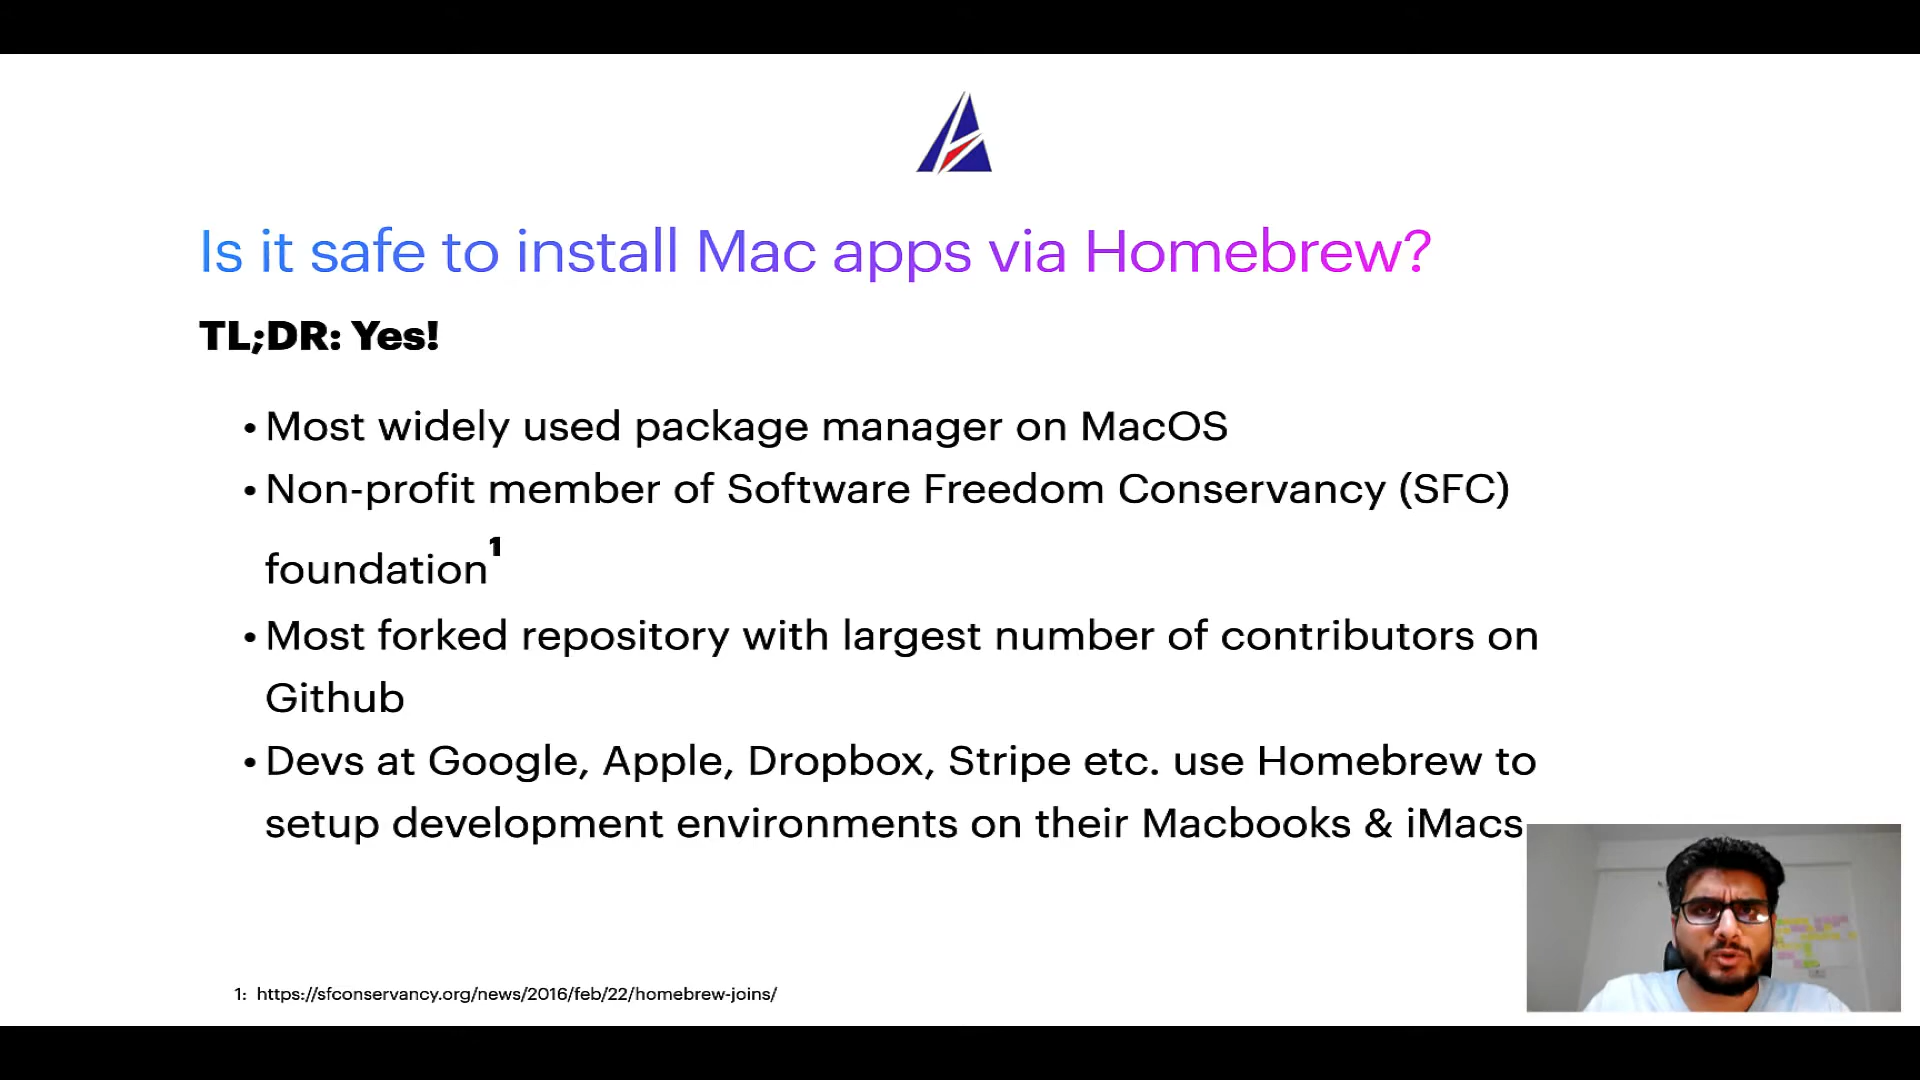 Is it safe to install Mac apps via Homebrew?
TL;DR: Yes!
• Most widely used package manager on MacOS
• Non-profit member of Software Freedom Conservancy (SFC)
foundation¹
• Most forked repository with largest number of contributors on
Github
• Devs at Google, Apple, Dropbox, Stripe etc. use Homebrew to
setup development environments on their Macbooks & iMacs
1: https://sfconservancy.org/news/2016/feb/22/homebrew-joins/